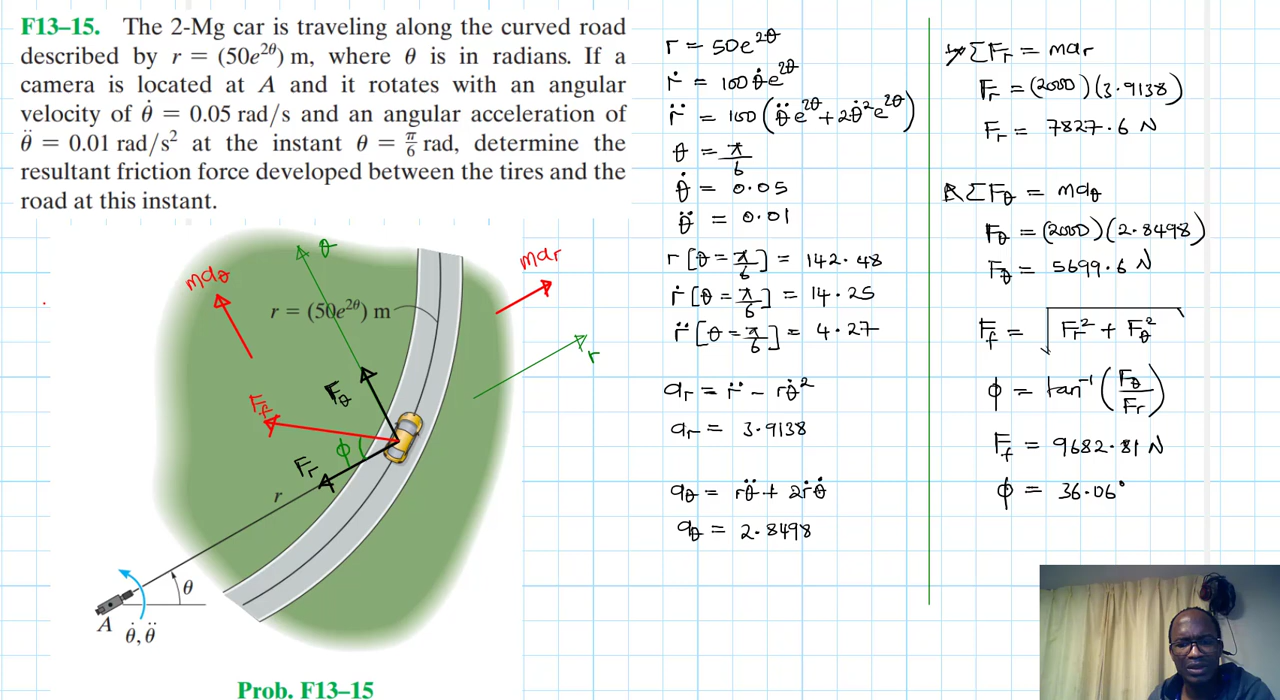 F13–15. The 2-Mg car is traveling along the curved road
described by r = (50e^{2θ}) m, where θ is in radians. If a
camera is located at A and it rotates with an angular
velocity of θ̇ = 0.05 rad/s and an angular acceleration of
θ̈ = 0.01 rad/s² at the instant θ = π/6 rad, determine the
resultant friction force developed between the tires and the
road at this instant.
θ
maθ
mar
r = (50e^{2θ}) m
r
Fθ
Ff
φ
Fr
r
θ
A
θ̇, θ̈
Prob. F13–15
r = 50e^{2θ}
ṙ = 100θ̇e^{2θ}
r̈ = 100(θ̈e^{2θ} + 2θ̇²e^{2θ})
θ = π/6
θ̇ = 0.05
θ̈ = 0.01
r[θ = π/6] = 142.48
ṙ[θ = π/6] = 14.25
r̈[θ = π/6] = 4.27
ar = r̈ − rθ̇²
ar = 3.9138
aθ = rθ̈ + 2ṙθ̇
aθ = 2.8498
ΣFr = mar
Fr = (2000)(3.9138)
Fr = 7827.6 N
ΣFθ = maθ
Fθ = (2000)(2.8498)
Fθ = 5699.6 N
Ff = √(Fr² + Fθ²)
φ = tan⁻¹(Fθ/Fr)
Ff = 9682.81 N
φ = 36.06°